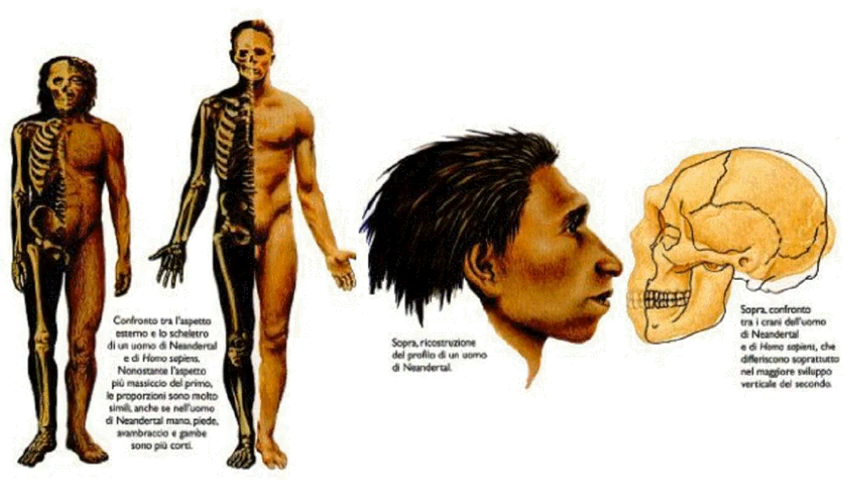 Confronto tra l'aspetto
esterno e lo scheletro
di un uomo di Neandertal
e di Homo sapiens.
Nonostante l'aspetto
più massiccio del primo,
le proporzioni sono molto
simili, anche se nell'uomo
di Neandertal mano, piede,
avambraccio e gambe
sono più corti.
Sopra, ricostruzione
del profilo di un uomo
di Neandertal.
Sopra, confronto
tra i crani dell'uomo
di Neandertal
e di Homo sapiens, che
differiscono soprattutto
nel maggiore sviluppo
verticale del secondo.